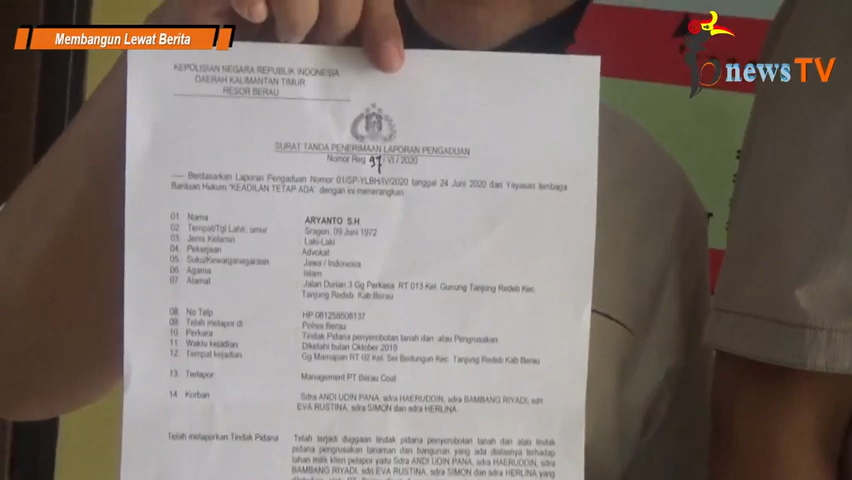 Membangun Lewat Berita
newsTV
KEPOLISIAN NEGARA REPUBLIK INDONESIA
DAERAH KALIMANTAN TIMUR
RESOR BERAU
SURAT TANDA PENERIMAAN LAPORAN PENGADUAN
Nomor Reg 97/VI/2020
---- Berdasarkan Laporan Pengaduan Nomor 01/SP-YLBH/IV/2020 tanggal 24 Juni 2020 dari Yayasan lembaga
Bantuan Hukum "KEADILAN TETAP ADA" dengan ini menerangkan
01 Nama ARYANTO S.H
02 Tempat/Tgl Lahir, umur Sragen, 09 Juni 1972
03. Jenis Kelamin Laki-Laki
04. Pekerjaan Advokat
05 Suku/Kewarganegaraan Jawa / Indonesia
06. Agama Islam
07 Alamat Jalan Durian 3 Gg Perkasa RT 013 Kel. Gunung Tanjung Redeb Kec.
Tanjung Redeb Kab Berau
08. No Telp HP 081258508137
09. Telah melapor di Polres Berau
10. Perkara Tindak Pidana penyerobotan tanah dan atau Pengrusakan
11 Waktu kejadian Diketahi bulan Oktober 2019
12 Tempat kejadian Gg Mamapan RT 02 Kel. Sei Bedungun Kec. Tanjung Redeb Kab Berau
13. Terlapor Management PT Berau Coal
14 Korban Sdra ANDI UDIN PANA, sdra HAERUDDIN, sdra BAMBANG RIYADI, sdri
EVA RUSTINA, sdra SIMON dan sdra HERLINA.
Telah melaporkan Tindak Pidana Telah terjadi duggaan tindak pidana penyerobotan tanah dan atau tindak
pidana pengrusakan tanaman dan bangunan yang ada diatasnya terhadap
lahan milik klien pelapor yaitu Sdra ANDI UDIN PANA, sdra HAERUDDIN, sdra
BAMBANG RIYADI, sdri EVA RUSTINA, sdra SIMON dan sdra HERLINA yang